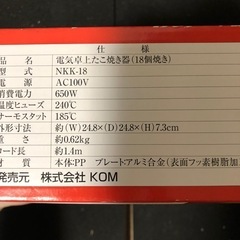 仕様
品名 電気卓上たこ焼き器(18個焼き)
型式 NKK-18
電源 AC100V
消費電力 650W
温度ヒューズ 240℃
サーモスタット 185℃
外形寸法 約(W)24.8×(D)24.8×(H)7.3cm
質量 約0.62kg
コード長 約1.4m
材質 本体:PP プレートアルミ合金(表面フッ素樹脂加
発売元 株式会社 KOM